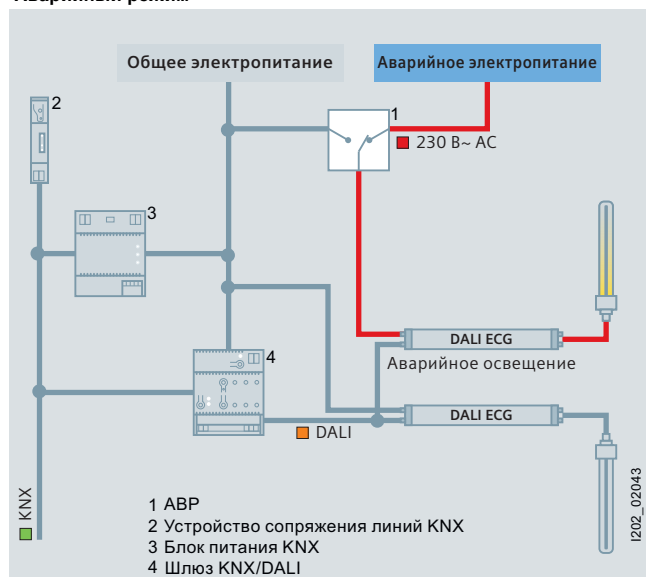 Общее электропитание
Аварийное электропитание
2
1
230 В~ AC
3
DALI ECG
Аварийное освещение
4
DALI ECG
DALI
KNX
I202_02043
1 АВР
2 Устройство сопряжения линий KNX
3 Блок питания KNX
4 Шлюз KNX/DALI